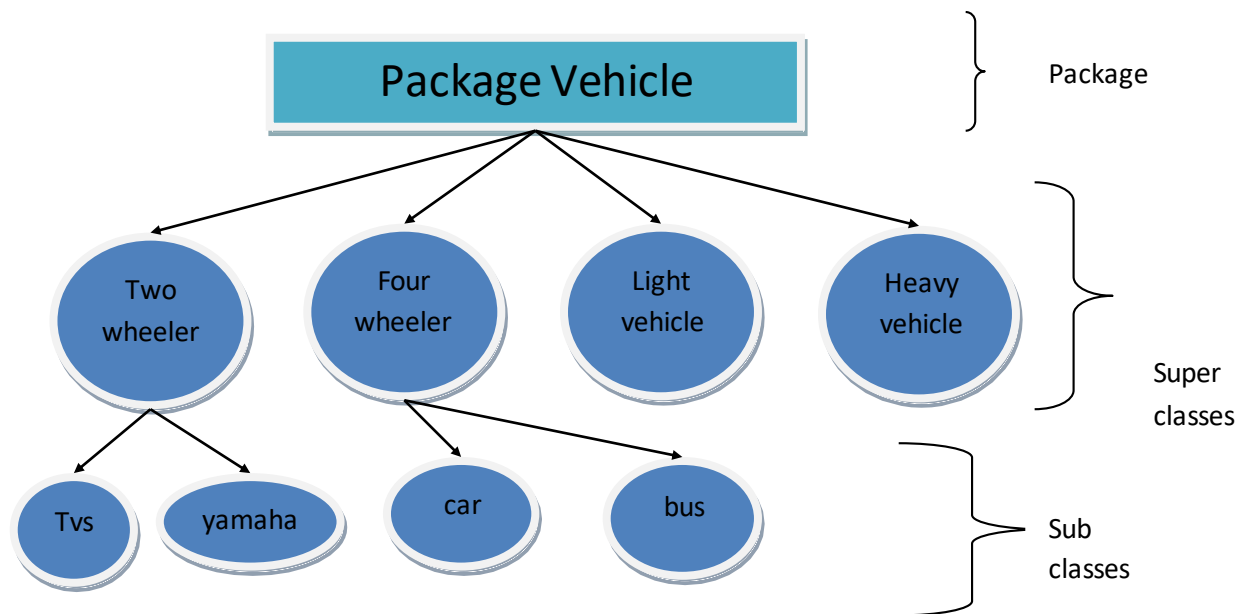 Package Vehicle
Package
Two
wheeler
Four
wheeler
Light
vehicle
Heavy
vehicle
Super
classes
Tvs
yamaha
car
bus
Sub
classes